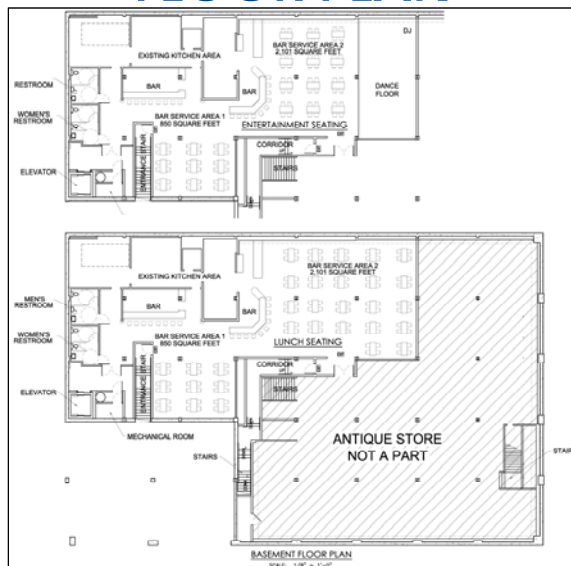 EXISTING KITCHEN AREA
BAR SERVICE AREA 2
2,101 SQUARE FEET
DJ
RESTROOM
BAR
BAR
DANCE
FLOOR
WOMEN'S
RESTROOM
BAR SERVICE AREA 1
850 SQUARE FEET
ENTERTAINMENT SEATING
CORRIDOR
ELEVATOR
ENTRANCE STAIR
STAIRS
EXISTING KITCHEN AREA
BAR SERVICE AREA 2
2,101 SQUARE FEET
MEN'S
RESTROOM
BAR
BAR
WOMEN'S
RESTROOM
BAR SERVICE AREA 1
850 SQUARE FEET
LUNCH SEATING
CORRIDOR
ELEVATOR
ENTRANCE STAIR
STAIRS
MECHANICAL ROOM
ANTIQUE STORE
NOT A PART
STAIRS
STAIR
BASEMENT FLOOR PLAN